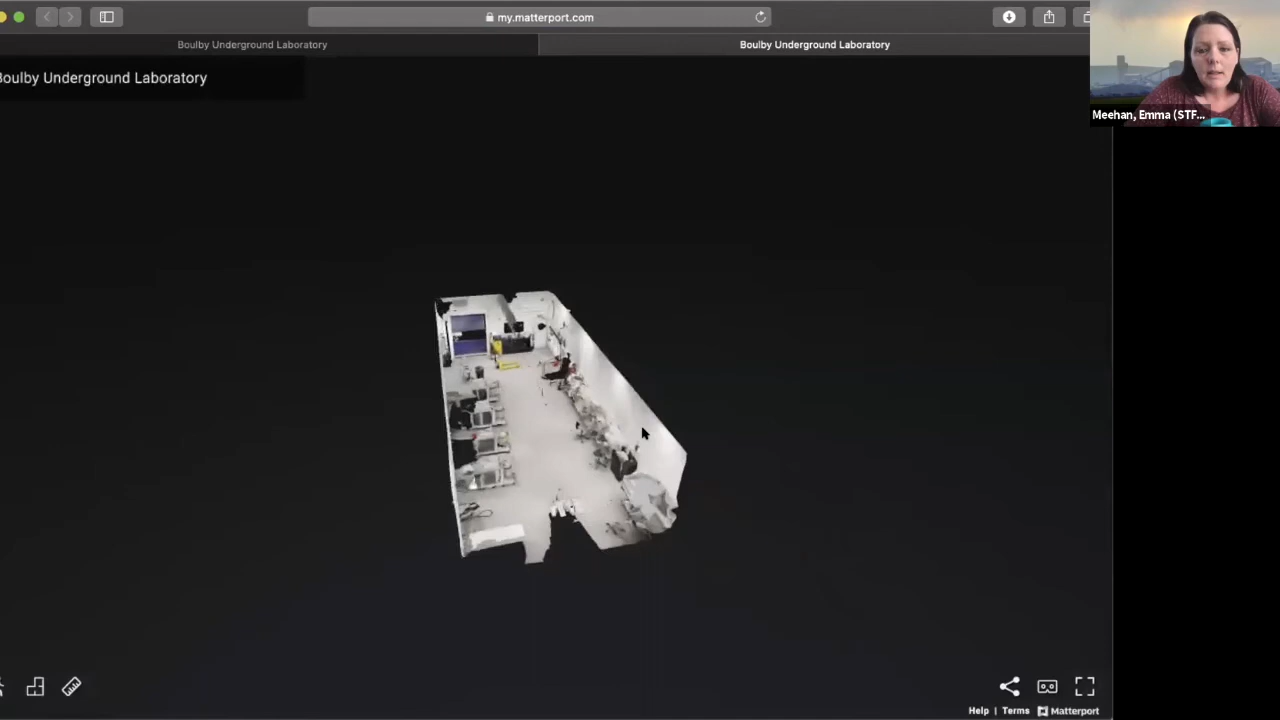 my.matterport.com
Boulby Underground Laboratory
Boulby Underground Laboratory
Boulby Underground Laboratory
Meehan, Emma (STF...
Help | Terms Matterport